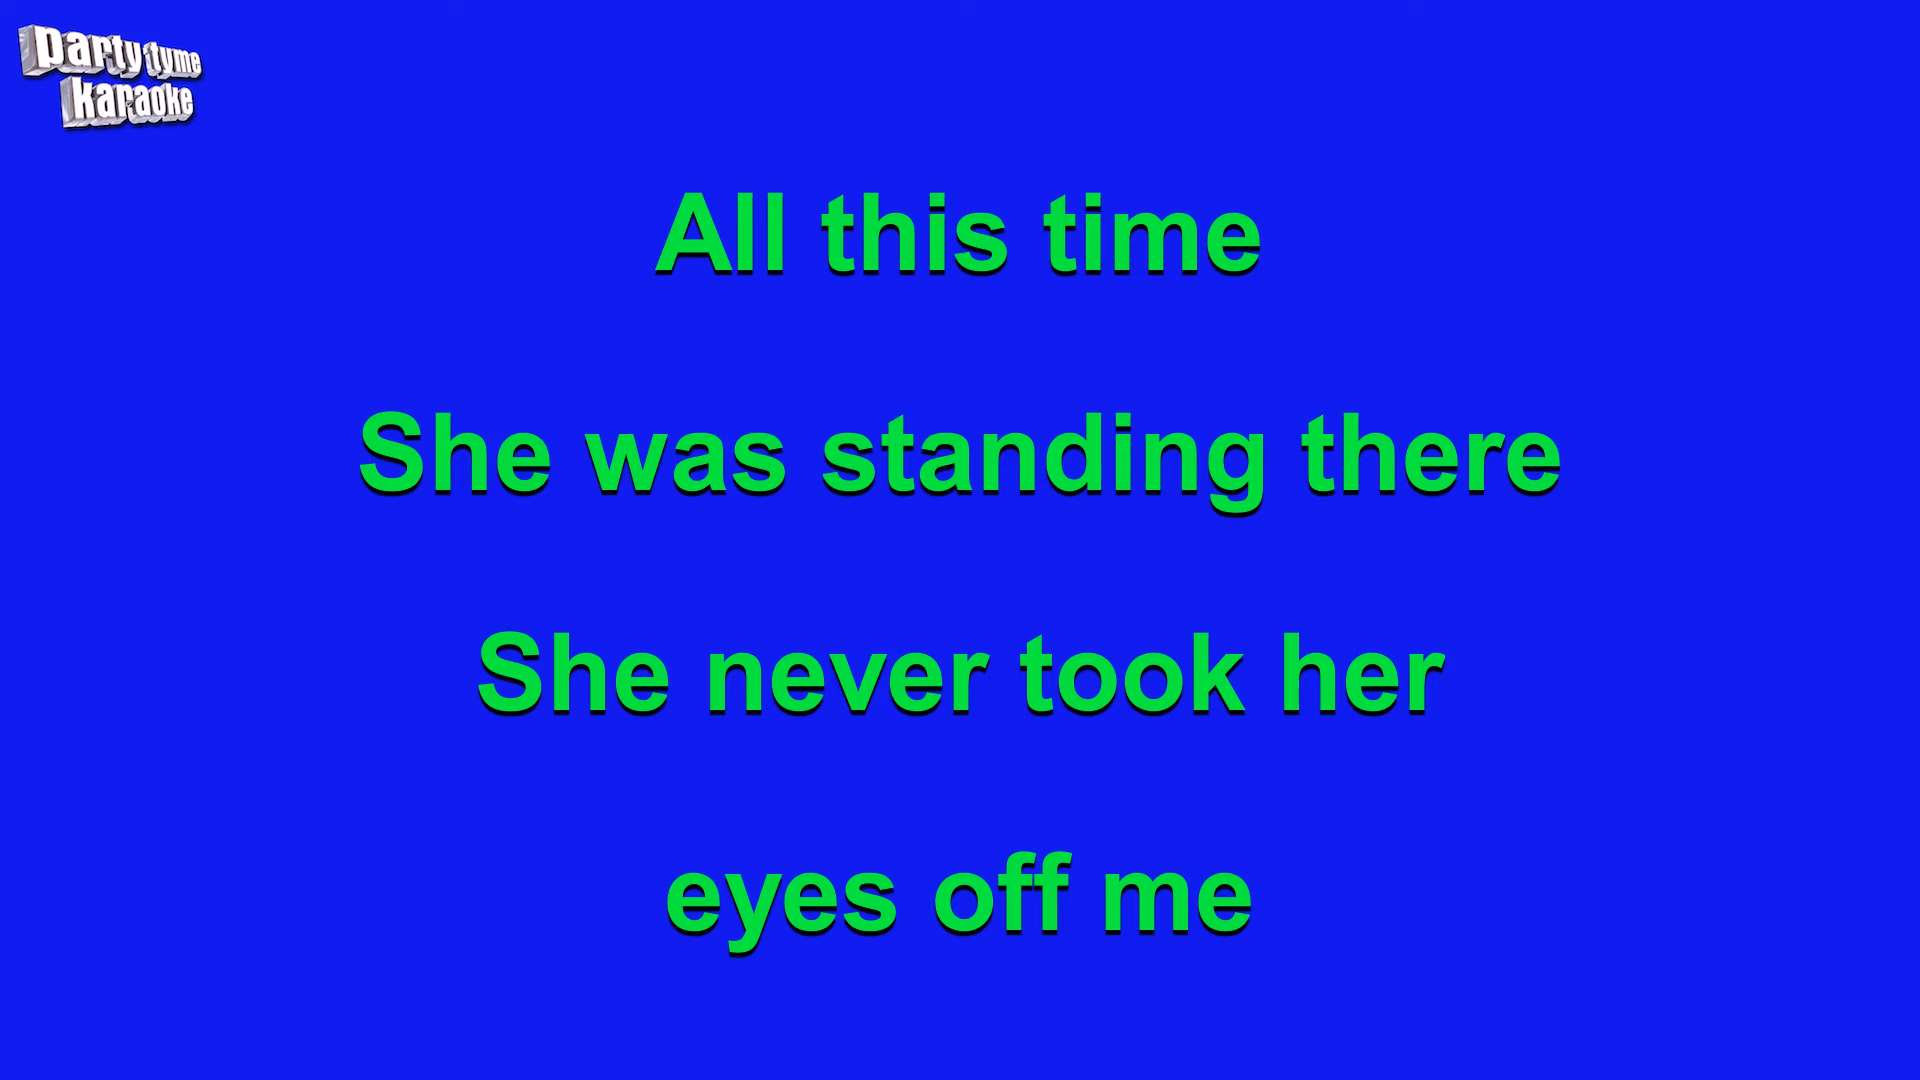 party tyme
karaoke
All this time
She was standing there
She never took her
eyes off me